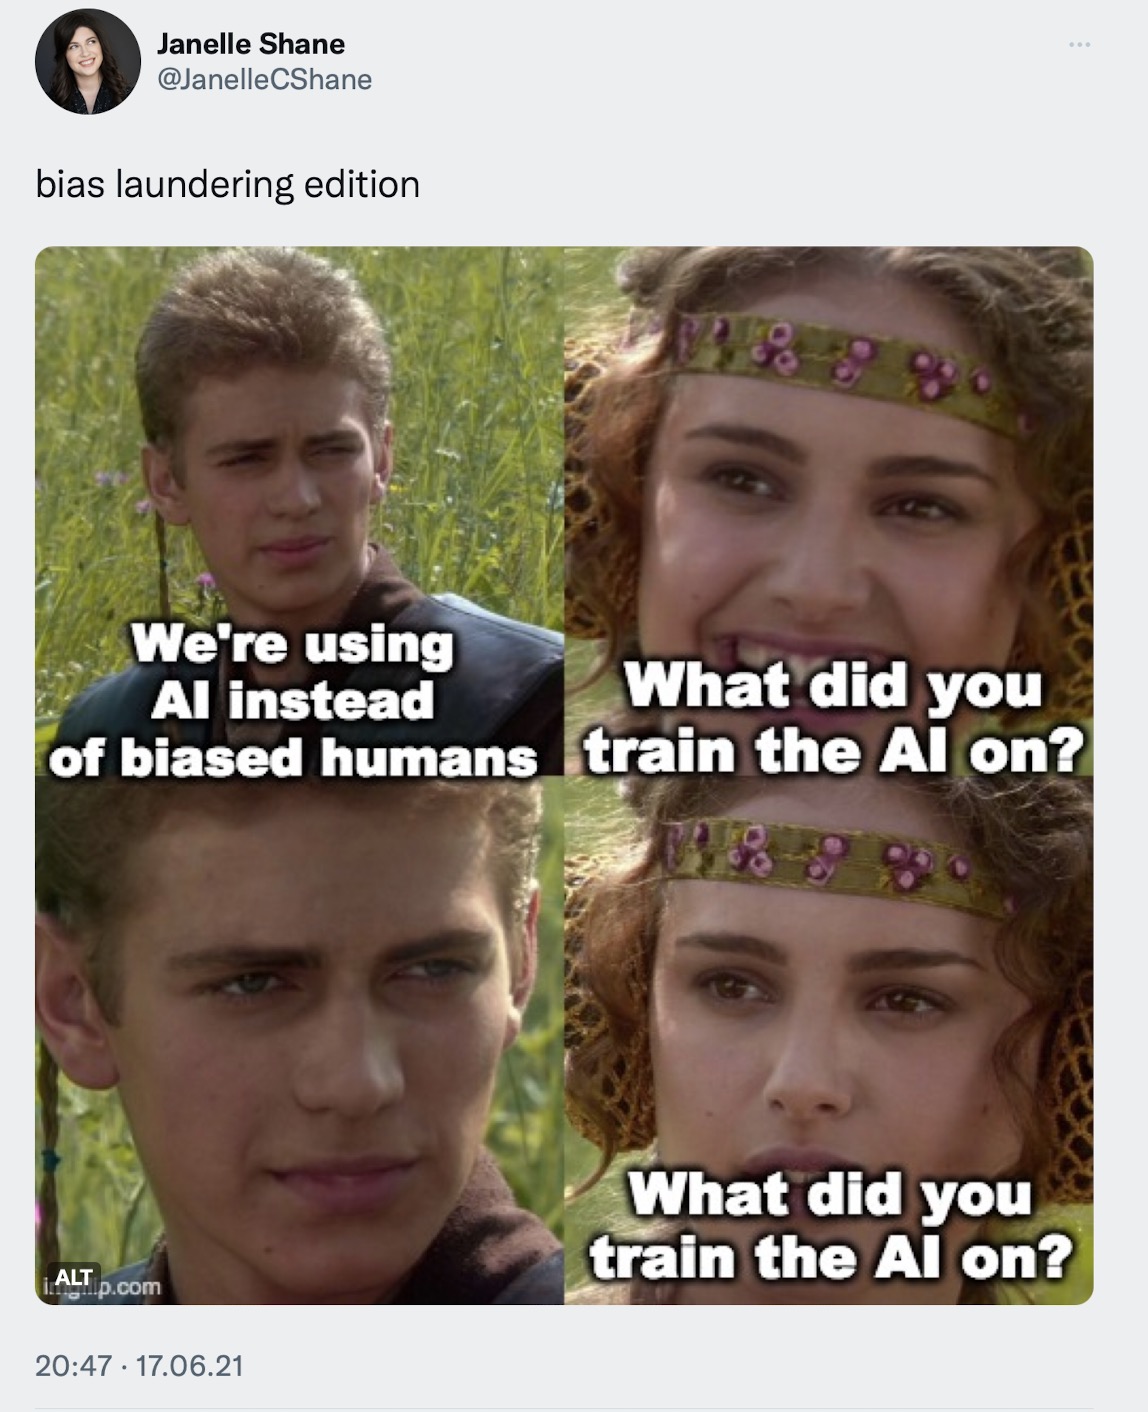 Janelle Shane
@JanelleCShane
bias laundering edition
We're using
AI instead
of biased humans
What did you
train the AI on?
What did you
train the AI on?
ALT
20:47 · 17.06.21